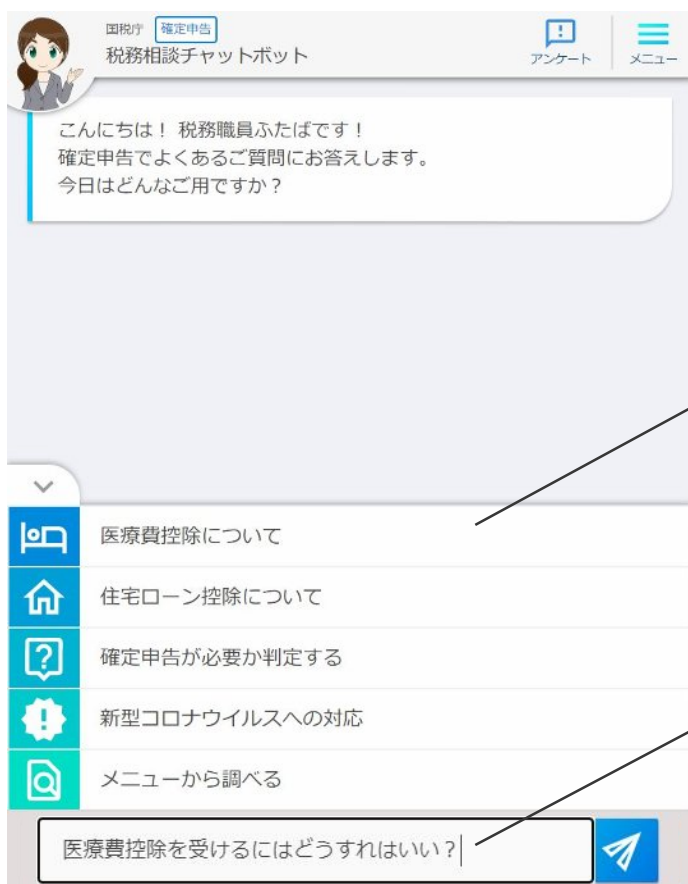 国税庁 確定申告
税務相談チャットボット
アンケート
メニュー
こんにちは！ 税務職員ふたばです！
確定申告でよくあるご質問にお答えします。
今日はどんなご用ですか？
医療費控除について
住宅ローン控除について
確定申告が必要か判定する
新型コロナウイルスへの対応
メニューから調べる
医療費控除を受けるにはどうすれはいい？